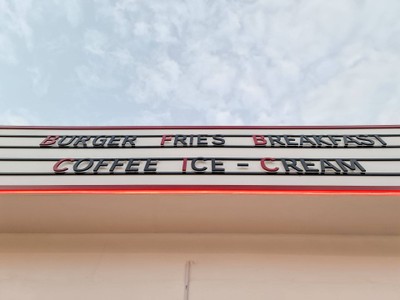 BURGER FRIES BREAKFAST
COFFEE ICE - CREAM